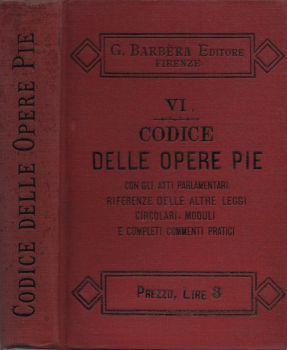 CODICE DELLE OPERE PIE
G. BARBÈRA EDITORE
FIRENZE
VI.
CODICE
DELLE OPERE PIE
CON GLI ATTI PARLAMENTARI
RIFERENZE DELLE ALTRE LEGGI
CIRCOLARI, MODULI
E COMPLETI COMMENTI PRATICI
PREZZO, LIRE 3